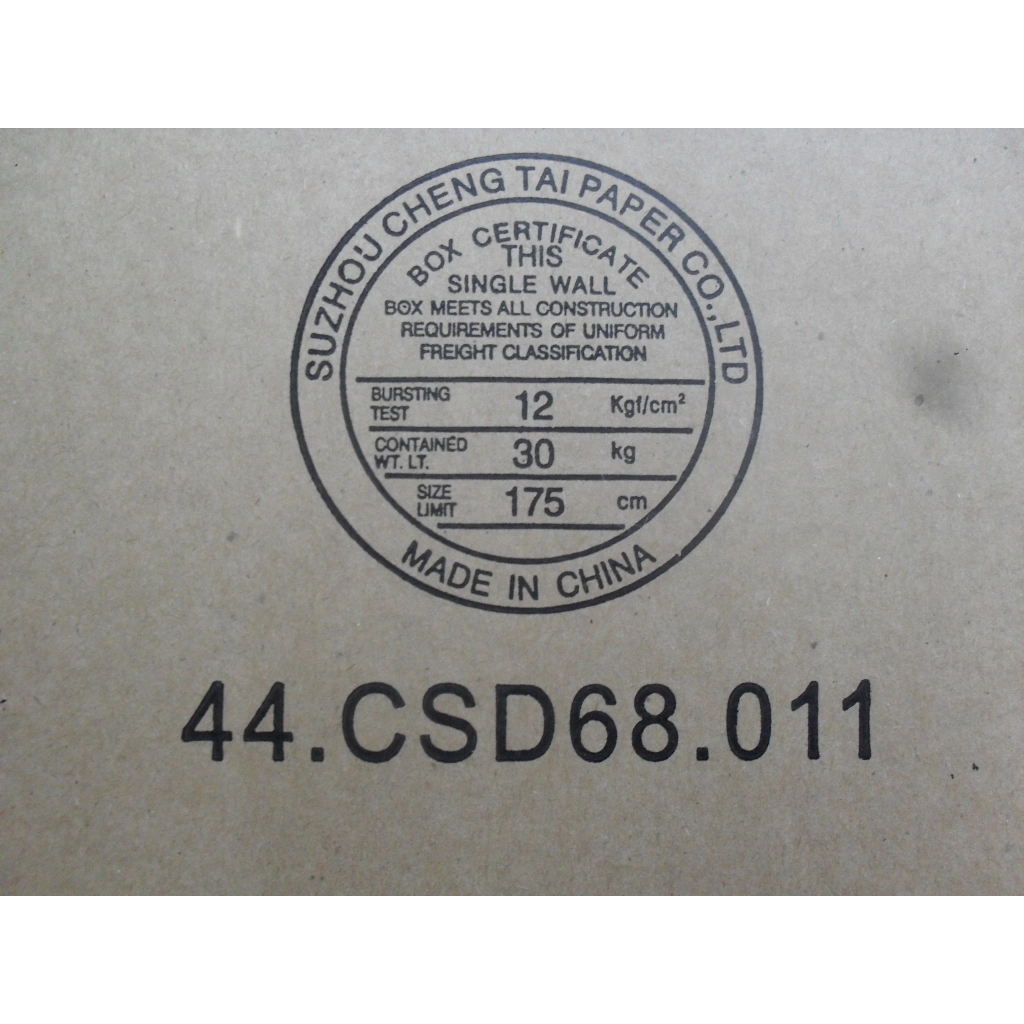 SUZHOU CHENG TAI PAPER CO.,LTD
BOX CERTIFICATE
THIS
SINGLE WALL
BOX MEETS ALL CONSTRUCTION
REQUIREMENTS OF UNIFORM
FREIGHT CLASSIFICATION
BURSTING TEST 12 Kgf/cm²
CONTAINED WT. LT. 30 kg
SIZE LIMIT 175 cm
MADE IN CHINA
44.CSD68.011